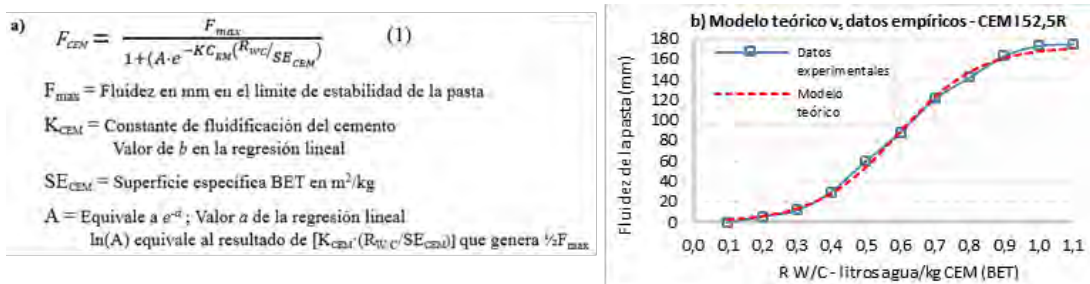 a)
F_CEM = F_max / 1+(A·e^-KC_EM(R_WC/SE_CEM)) (1)
F_max = Fluidez en mm en el límite de estabilidad de la pasta
K_CEM = Constante de fluidificación del cemento
Valor de b en la regresión lineal
SE_CEM = Superficie específica BET en m²/kg
A = Equivale a e^-a ; Valor a de la regresión lineal
ln(A) equivale al resultado de [K_CEM·(R_W/C/SE_CEM)] que genera ½F_max
b) Modelo teórico v, datos empíricos - CEM I 52,5R
Fluidez de la pasta (mm)
180
160
140
120
100
80
60
40
20
0
Datos
experimentales
Modelo
teórico
0,0 0,1 0,2 0,3 0,4 0,5 0,6 0,7 0,8 0,9 1,0 1,1
R W/C - litros agua/kg CEM (BET)